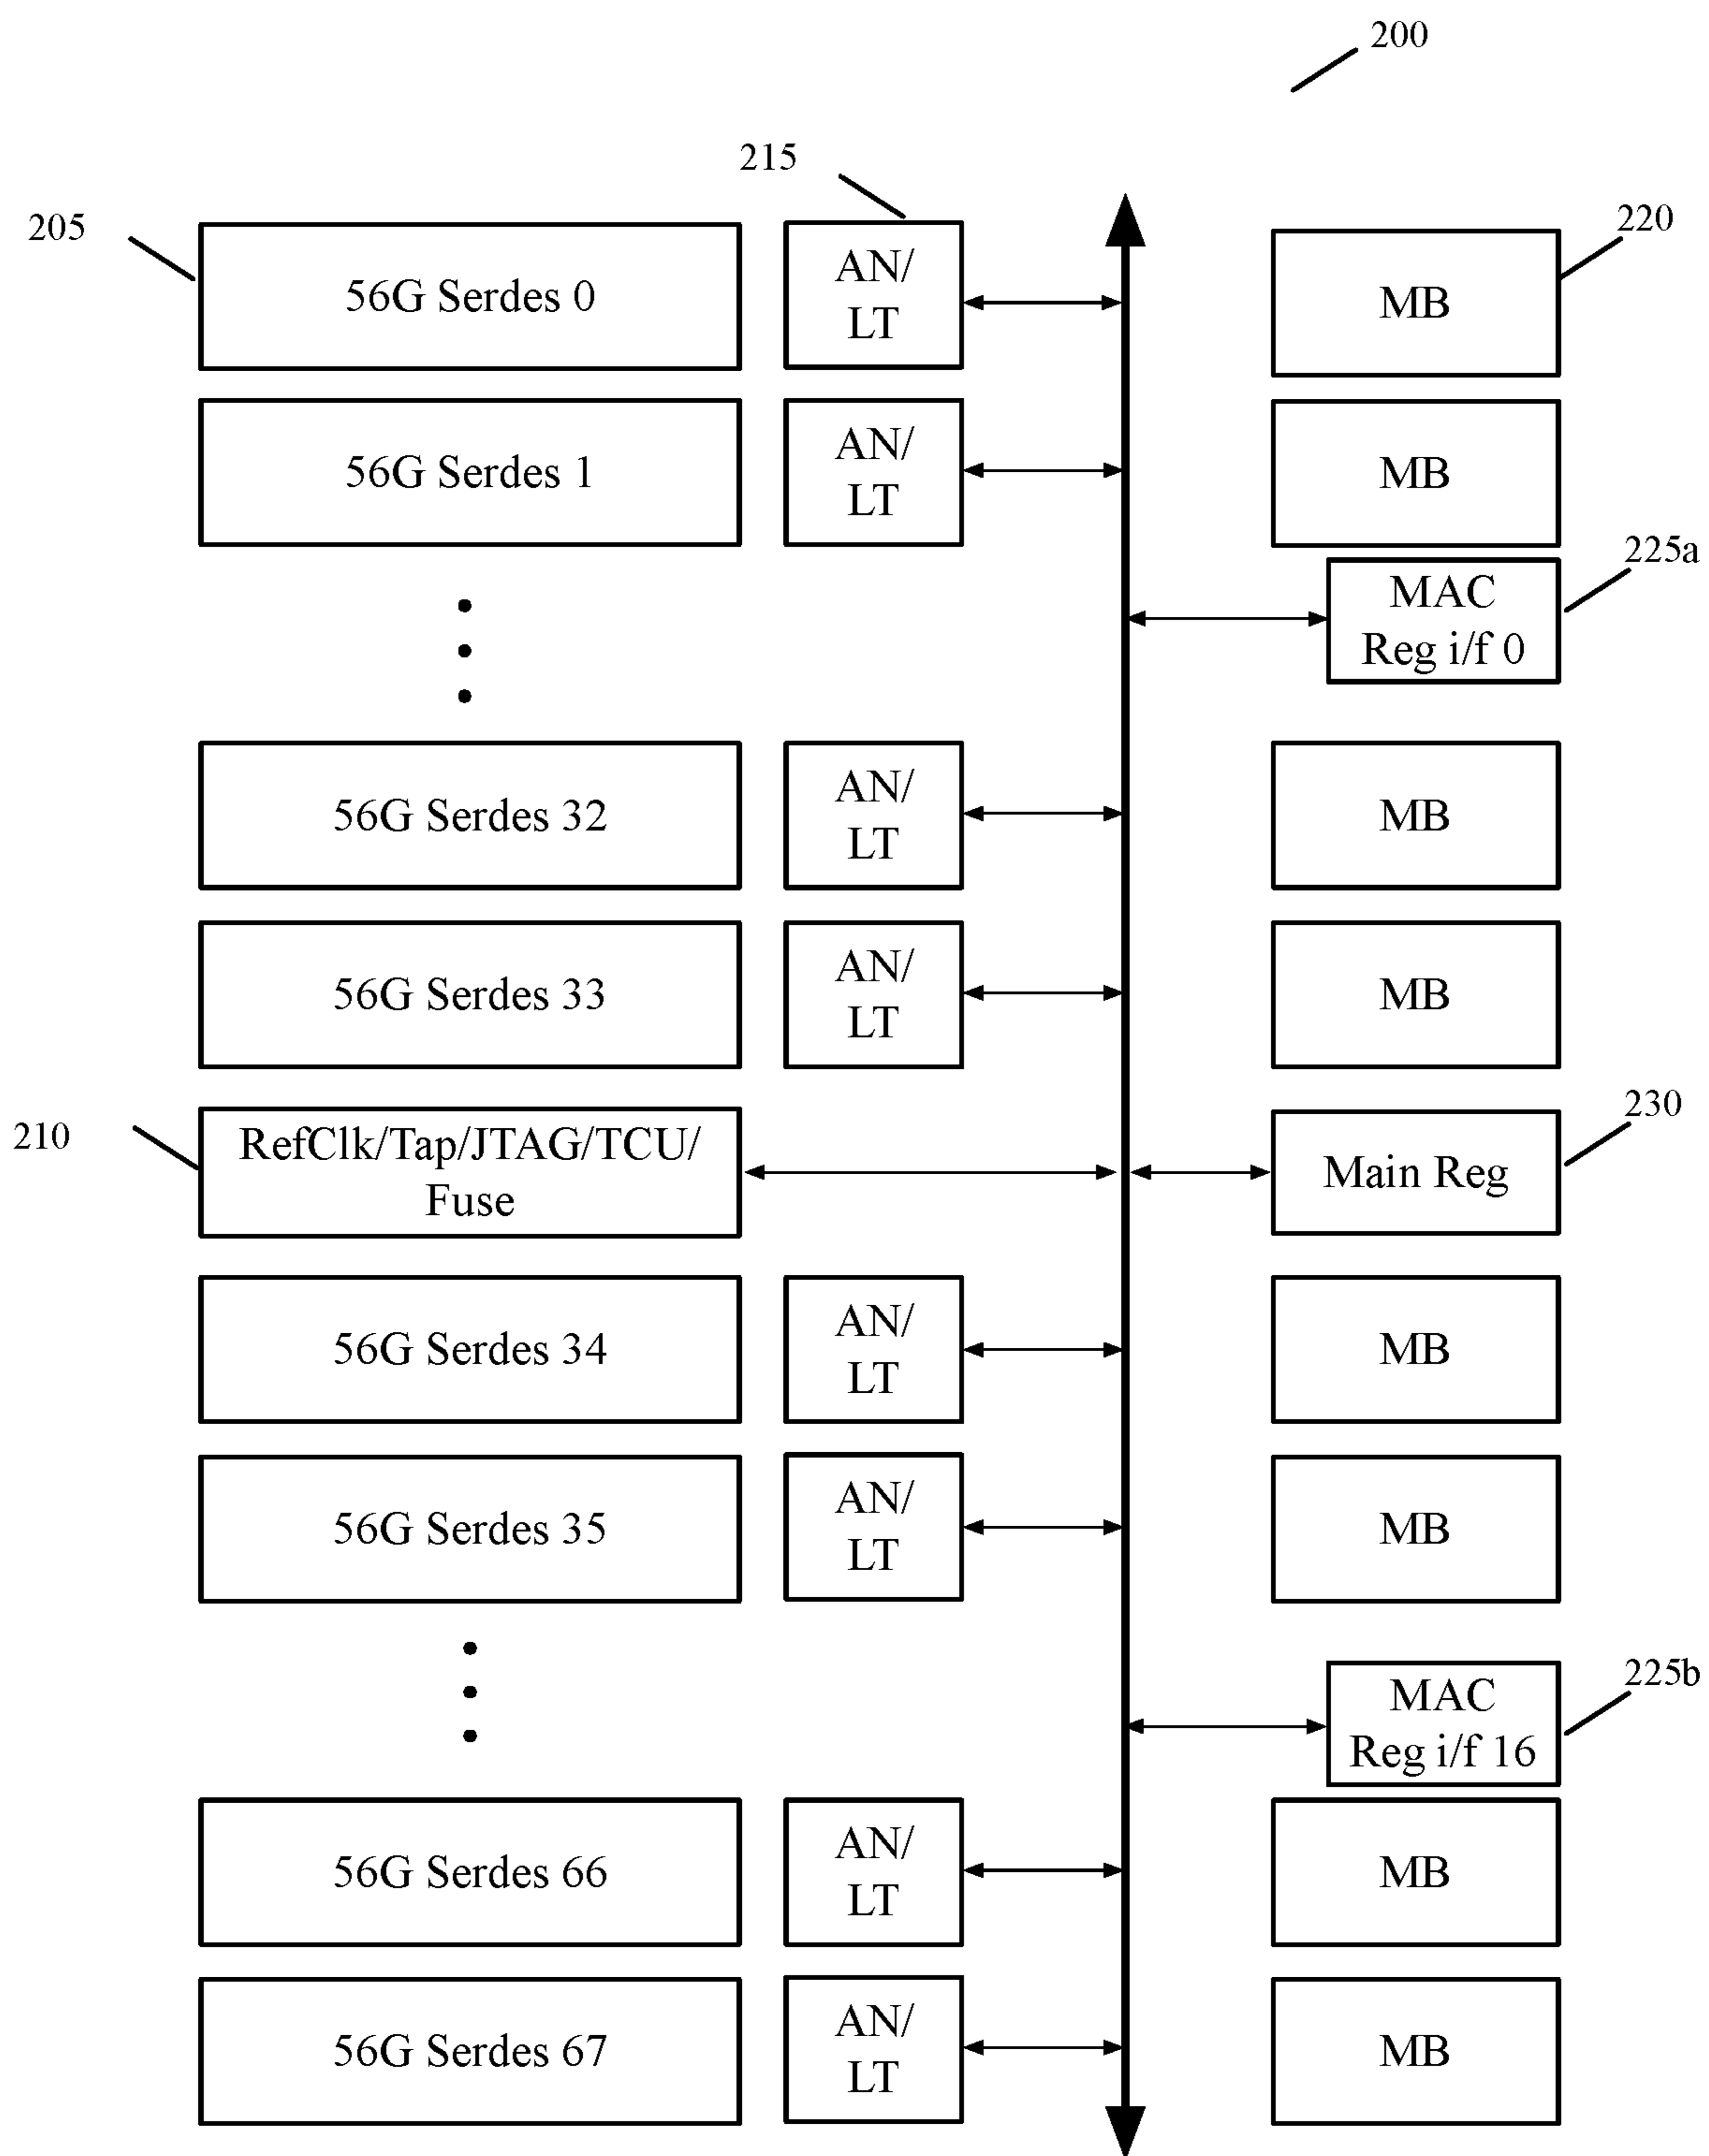 200
215
205
220
56G Serdes 0
AN/
LT
MB
56G Serdes 1
AN/
LT
MB
225a
MAC
Reg i/f 0
56G Serdes 32
AN/
LT
MB
56G Serdes 33
AN/
LT
MB
210
230
RefClk/Tap/JTAG/TCU/
Fuse
Main Reg
56G Serdes 34
AN/
LT
MB
56G Serdes 35
AN/
LT
MB
225b
MAC
Reg i/f 16
56G Serdes 66
AN/
LT
MB
56G Serdes 67
AN/
LT
MB